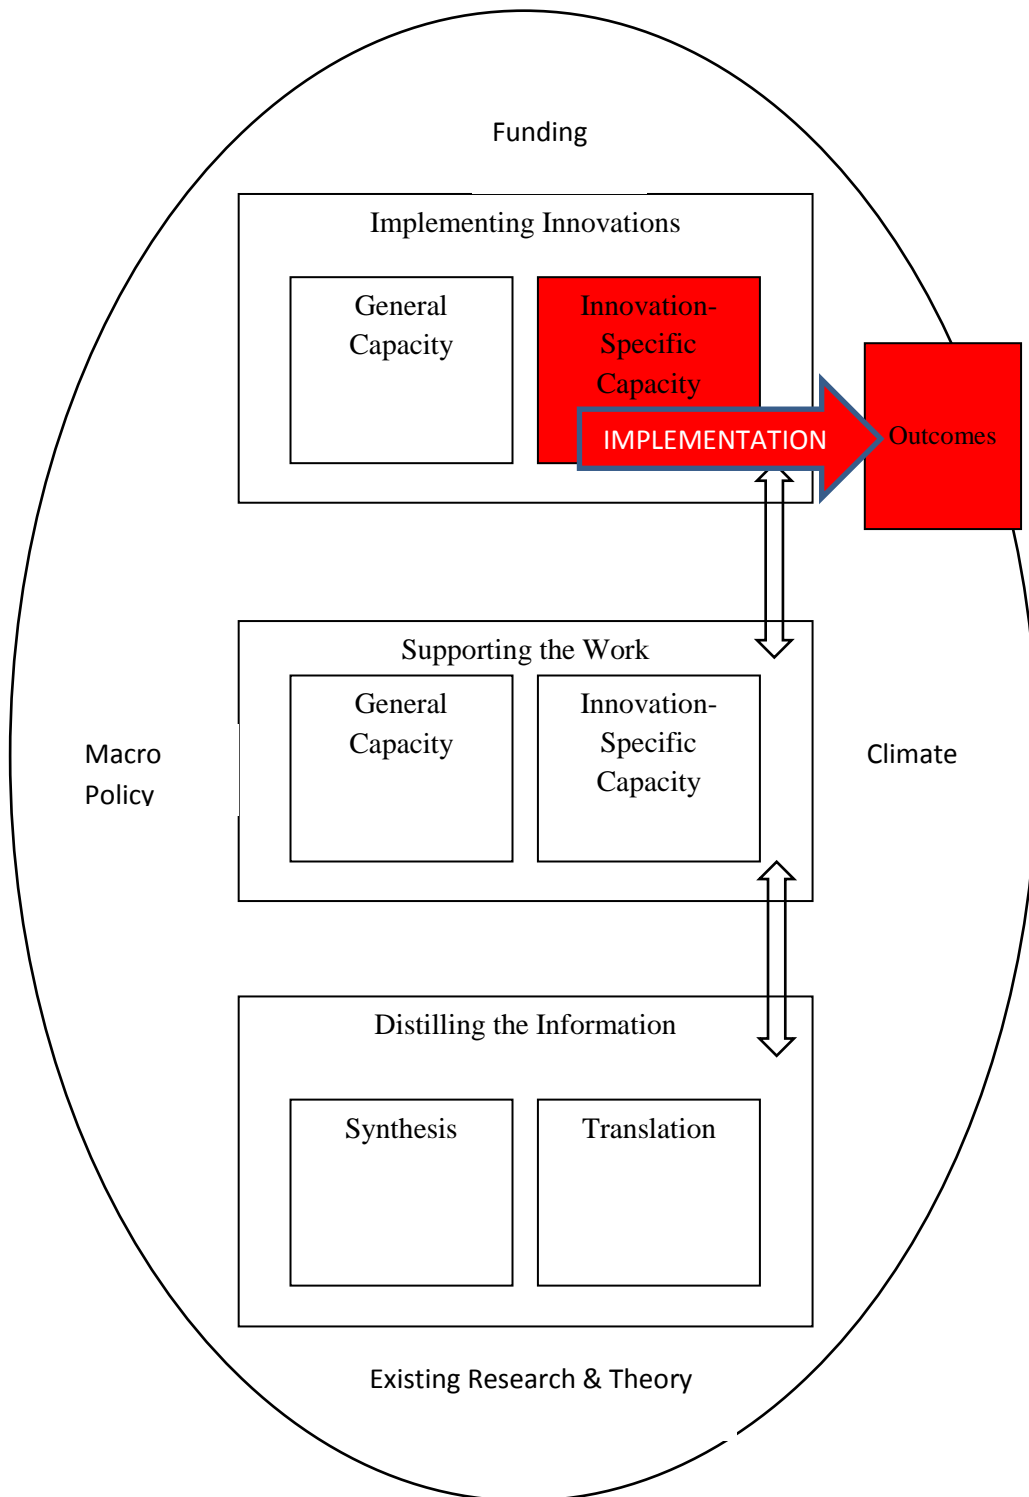 Funding
Implementing Innovations
General
Capacity
Innovation-
Specific
Capacity
IMPLEMENTATION
Outcomes
Supporting the Work
General
Capacity
Innovation-
Specific
Capacity
Macro
Policy
Climate
Distilling the Information
Synthesis
Translation
Existing Research & Theory